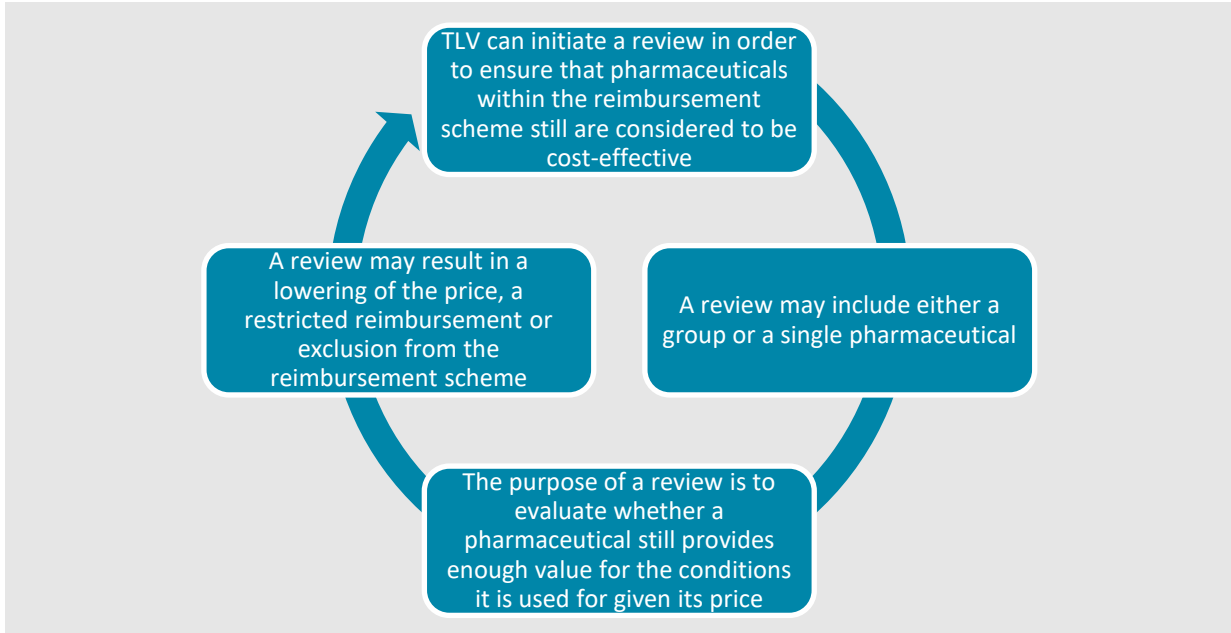 TLV can initiate a review in order
to ensure that pharmaceuticals
within the reimbursement
scheme still are considered to be
cost-effective
A review may include either a
group or a single pharmaceutical
The purpose of a review is to
evaluate whether a
pharmaceutical still provides
enough value for the conditions
it is used for given its price
A review may result in a
lowering of the price, a
restricted reimbursement or
exclusion from the
reimbursement scheme